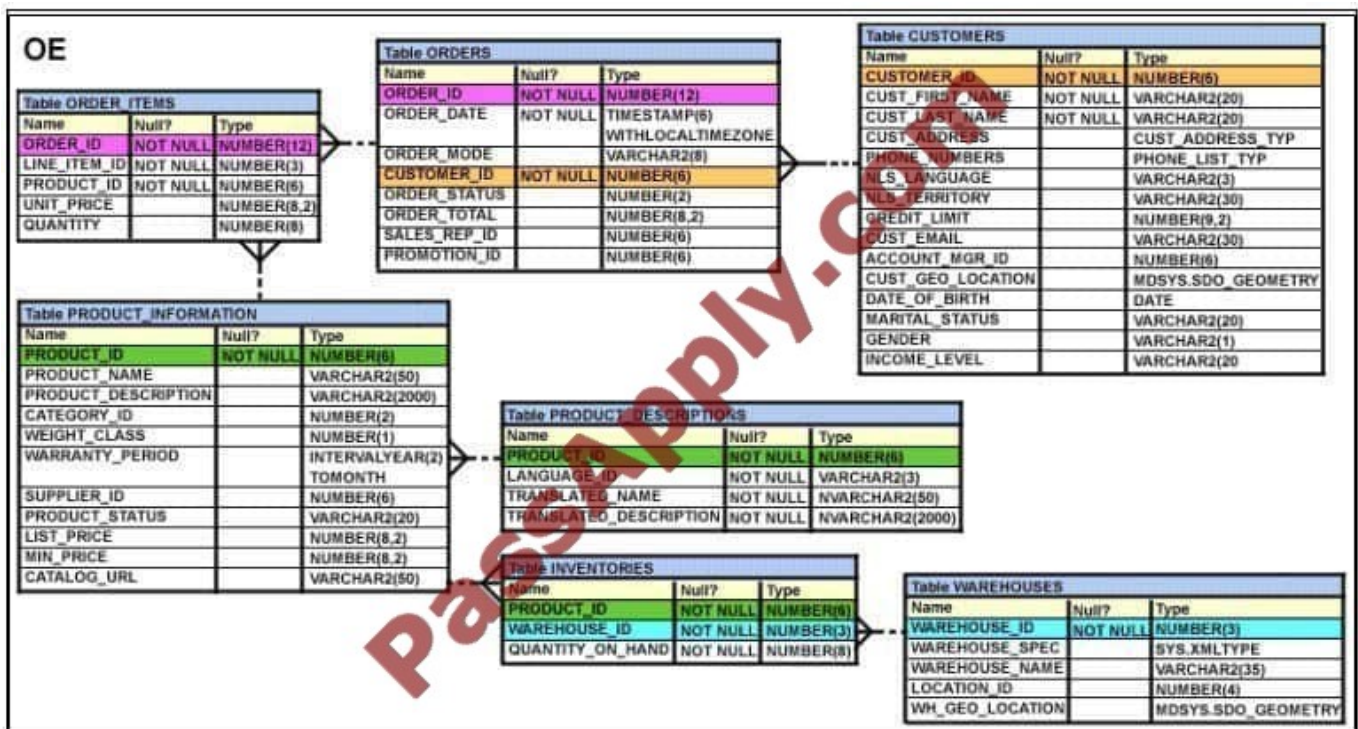 OE
Table ORDER_ITEMS
Name Null? Type
ORDER_ID NOT NULL NUMBER(12)
LINE_ITEM_ID NOT NULL NUMBER(3)
PRODUCT_ID NOT NULL NUMBER(6)
UNIT_PRICE NUMBER(8,2)
QUANTITY NUMBER(8)
Table ORDERS
Name Null? Type
ORDER_ID NOT NULL NUMBER(12)
ORDER_DATE NOT NULL TIMESTAMP(6)
WITHLOCALTIMEZONE
ORDER_MODE VARCHAR2(8)
CUSTOMER_ID NOT NULL NUMBER(6)
ORDER_STATUS NUMBER(2)
ORDER_TOTAL NUMBER(8,2)
SALES_REP_ID NUMBER(6)
PROMOTION_ID NUMBER(6)
Table CUSTOMERS
Name Null? Type
CUSTOMER_ID NOT NULL NUMBER(6)
CUST_FIRST_NAME NOT NULL VARCHAR2(20)
CUST_LAST_NAME NOT NULL VARCHAR2(20)
CUST_ADDRESS CUST_ADDRESS_TYP
PHONE_NUMBERS PHONE_LIST_TYP
NLS_LANGUAGE VARCHAR2(3)
NLS_TERRITORY VARCHAR2(30)
CREDIT_LIMIT NUMBER(9,2)
CUST_EMAIL VARCHAR2(30)
ACCOUNT_MGR_ID NUMBER(6)
CUST_GEO_LOCATION MDSYS.SDO_GEOMETRY
DATE_OF_BIRTH DATE
MARITAL_STATUS VARCHAR2(20)
GENDER VARCHAR2(1)
INCOME_LEVEL VARCHAR2(20
Table PRODUCT_INFORMATION
Name Null? Type
PRODUCT_ID NOT NULL NUMBER(6)
PRODUCT_NAME VARCHAR2(50)
PRODUCT_DESCRIPTION VARCHAR2(2000)
CATEGORY_ID NUMBER(2)
WEIGHT_CLASS NUMBER(1)
WARRANTY_PERIOD INTERVALYEAR(2)
TOMONTH
SUPPLIER_ID NUMBER(6)
PRODUCT_STATUS VARCHAR2(20)
LIST_PRICE NUMBER(8,2)
MIN_PRICE NUMBER(8,2)
CATALOG_URL VARCHAR2(50)
Table PRODUCT_DESCRIPTIONS
Name Null? Type
PRODUCT_ID NOT NULL NUMBER(6)
LANGUAGE_ID NOT NULL VARCHAR2(3)
TRANSLATED_NAME NOT NULL NVARCHAR2(50)
TRANSLATED_DESCRIPTION NOT NULL NVARCHAR2(2000)
Table INVENTORIES
Name Null? Type
PRODUCT_ID NOT NULL NUMBER(6)
WAREHOUSE_ID NOT NULL NUMBER(3)
QUANTITY_ON_HAND NOT NULL NUMBER(8)
Table WAREHOUSES
Name Null? Type
WAREHOUSE_ID NOT NULL NUMBER(3)
WAREHOUSE_SPEC SYS.XMLTYPE
WAREHOUSE_NAME VARCHAR2(35)
LOCATION_ID NUMBER(4)
WH_GEO_LOCATION MDSYS.SDO_GEOMETRY
PassApply.com